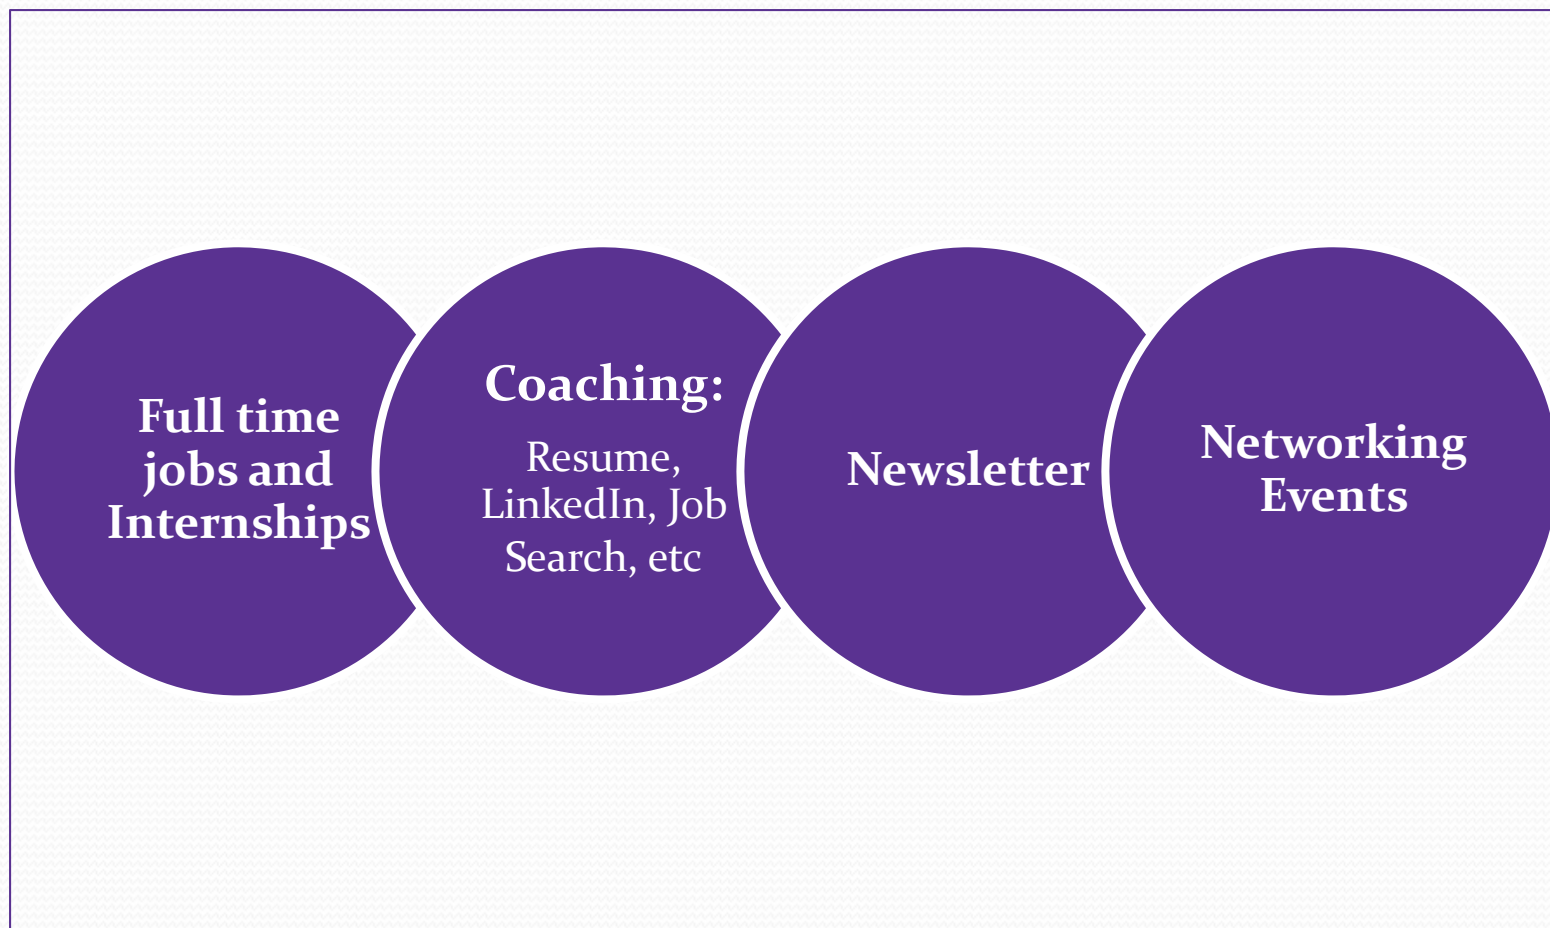 Full time
jobs and
Internships
Coaching:
Resume,
LinkedIn, Job
Search, etc
Newsletter
Networking
Events